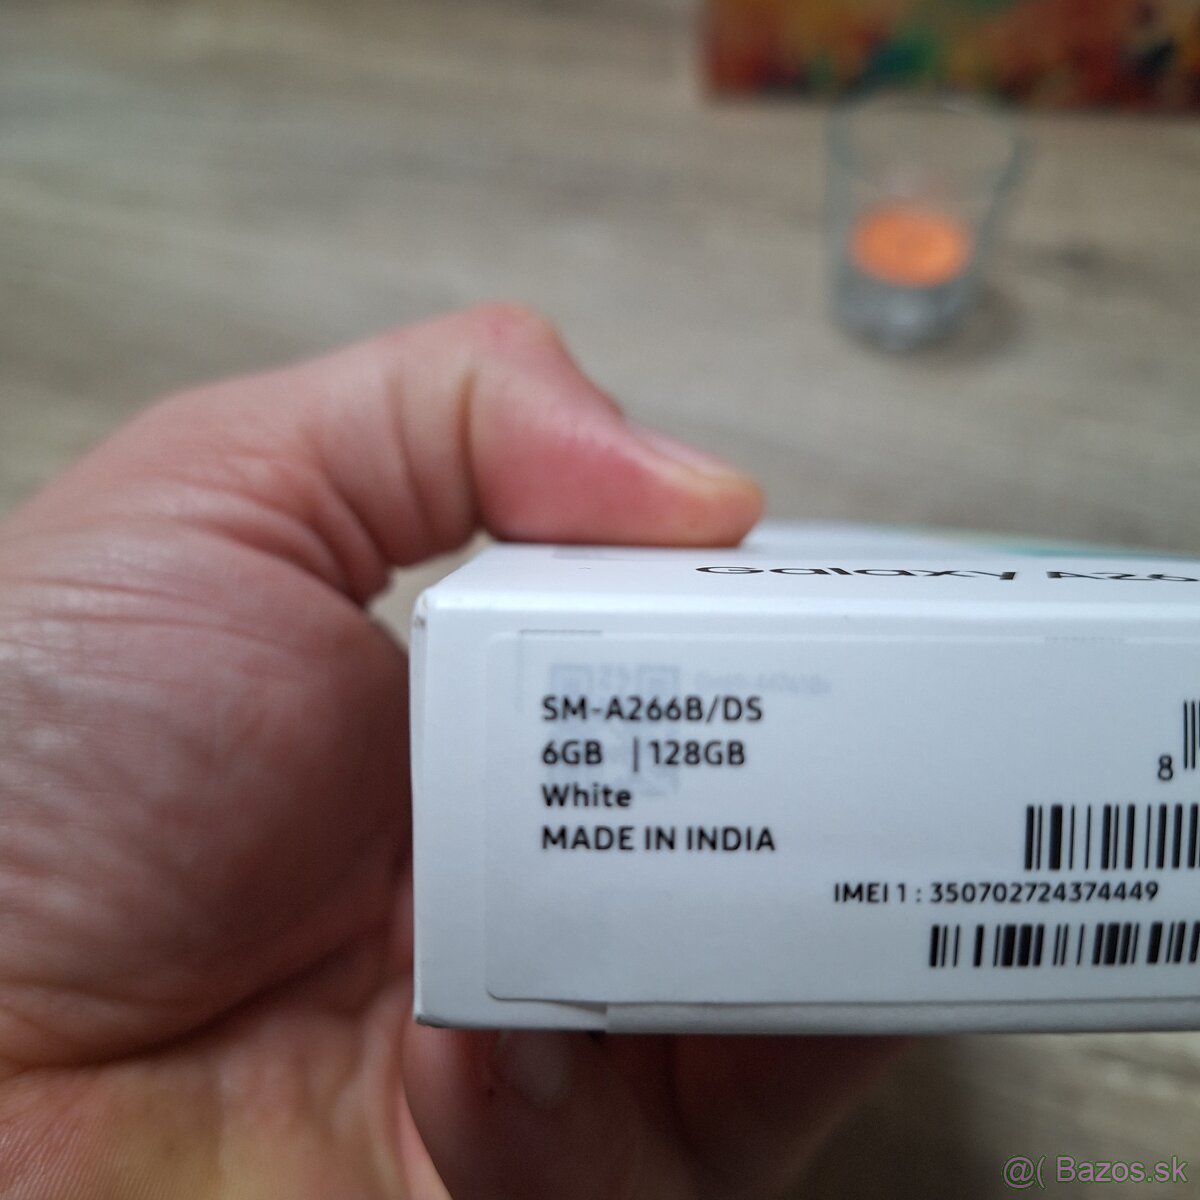 Galaxy A26
SM-A266B/DS
6GB | 128GB
White
MADE IN INDIA
8
IMEI 1 : 350702724374449
@( Bazos.sk